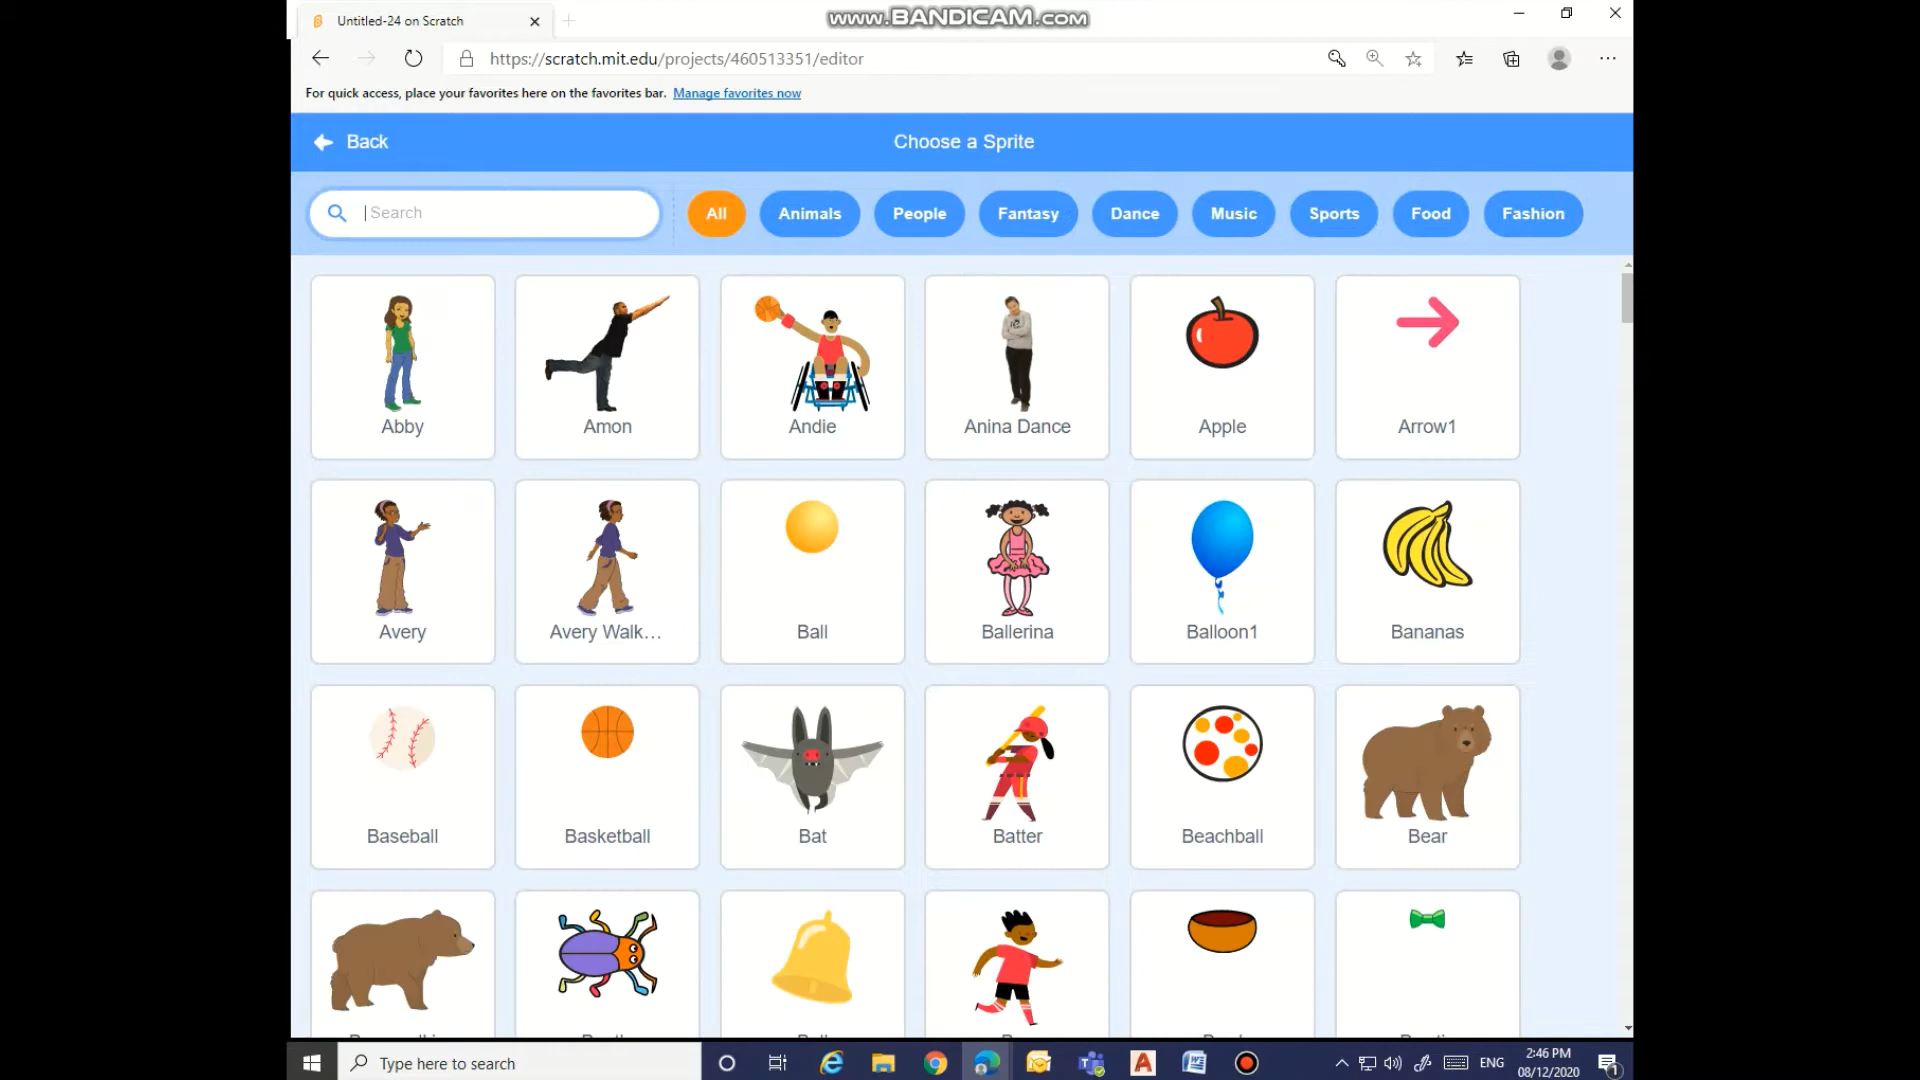 Untitled-24 on Scratch
www.BANDICAM.com
https://scratch.mit.edu/projects/460513351/editor
For quick access, place your favorites here on the favorites bar. Manage favorites now
Back
Choose a Sprite
Search
All
Animals
People
Fantasy
Dance
Music
Sports
Food
Fashion
Abby
Amon
Andie
Anina Dance
Apple
Arrow1
Avery
Avery Walk...
Ball
Ballerina
Balloon1
Bananas
Baseball
Basketball
Bat
Batter
Beachball
Bear
Type here to search
ENG
2:46 PM
08/12/2020
1